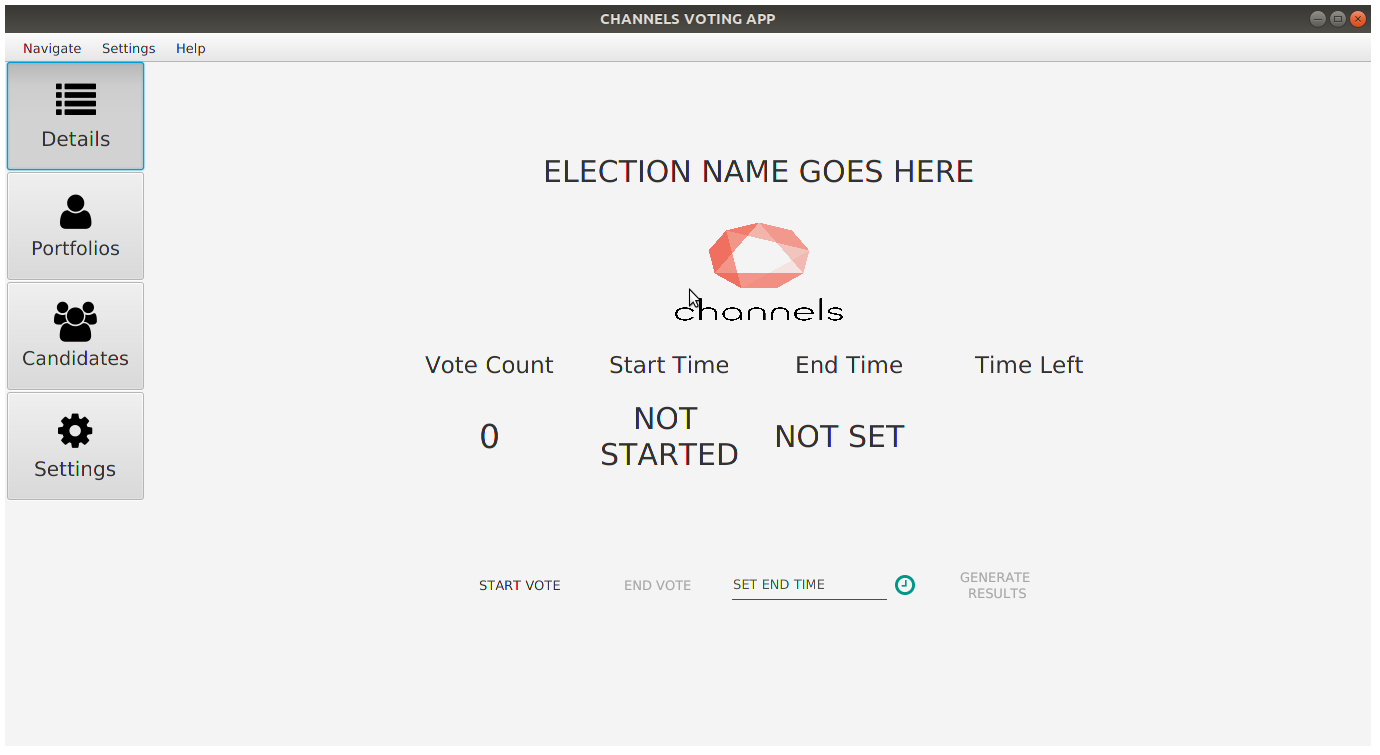 CHANNELS VOTING APP
Navigate Settings Help
Details
Portfolios
Candidates
Settings
ELECTION NAME GOES HERE
channels
Vote Count Start Time End Time Time Left
0 NOT STARTED NOT SET
START VOTE END VOTE SET END TIME GENERATE RESULTS